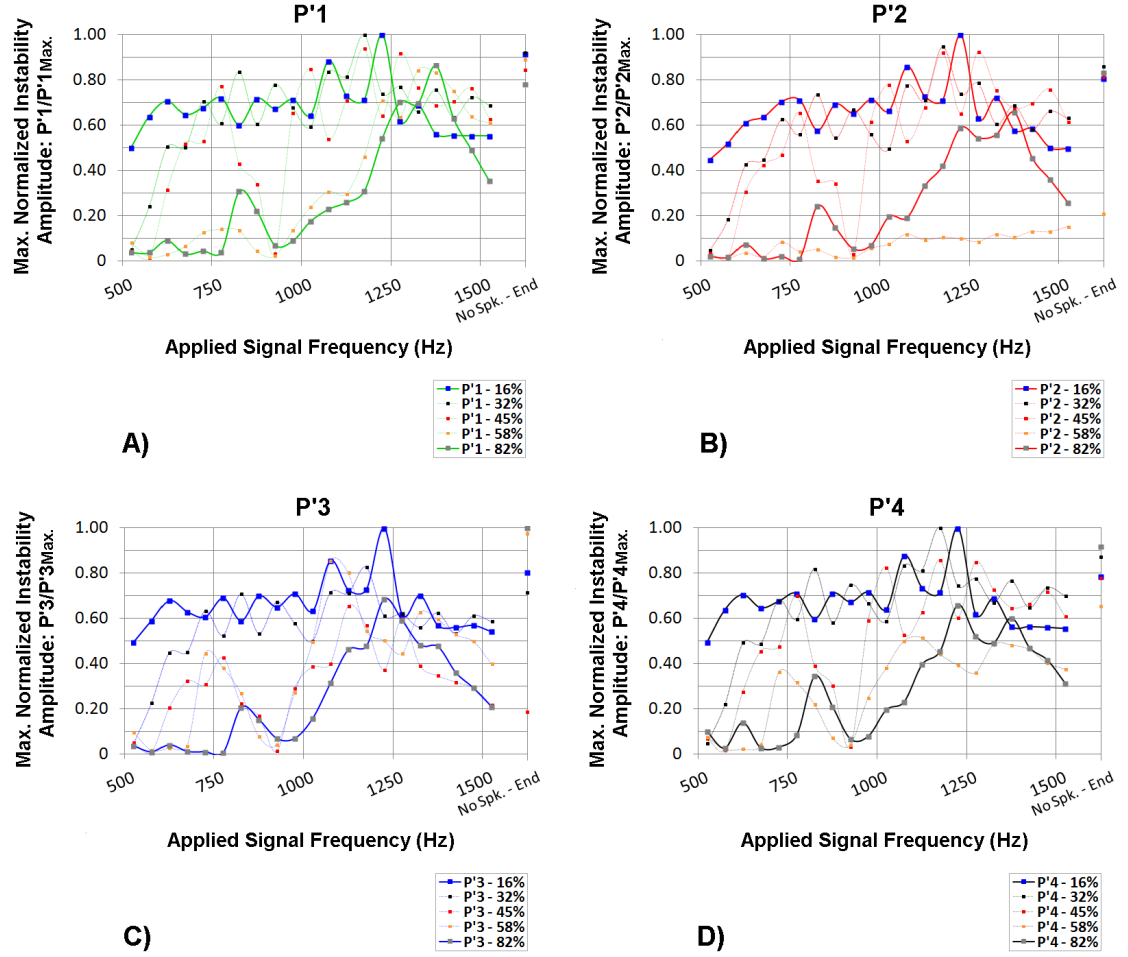 P'1
Max. Normalized Instability
Amplitude: P'1/P'1Max.
1.00
0.80
0.60
0.40
0.20
0
500
750
1000
1250
1500
No Spk. - End
Applied Signal Frequency (Hz)
P'1 - 16%
P'1 - 32%
P'1 - 45%
P'1 - 58%
P'1 - 82%
A)
P'2
Max. Normalized Instability
Amplitude: P'2/P'2Max.
1.00
0.80
0.60
0.40
0.20
0
500
750
1000
1250
1500
No Spk. - End
Applied Signal Frequency (Hz)
P'2 - 16%
P'2 - 32%
P'2 - 45%
P'2 - 58%
P'2 - 82%
B)
P'3
Max. Normalized Instability
Amplitude: P'3/P'3Max.
1.00
0.80
0.60
0.40
0.20
0
500
750
1000
1250
1500
No Spk. - End
Applied Signal Frequency (Hz)
P'3 - 16%
P'3 - 32%
P'3 - 45%
P'3 - 58%
P'3 - 82%
C)
P'4
Max. Normalized Instability
Amplitude: P'4/P'4Max.
1.00
0.80
0.60
0.40
0.20
0
500
750
1000
1250
1500
No Spk. - End
Applied Signal Frequency (Hz)
P'4 - 16%
P'4 - 32%
P'4 - 45%
P'4 - 58%
P'4 - 82%
D)